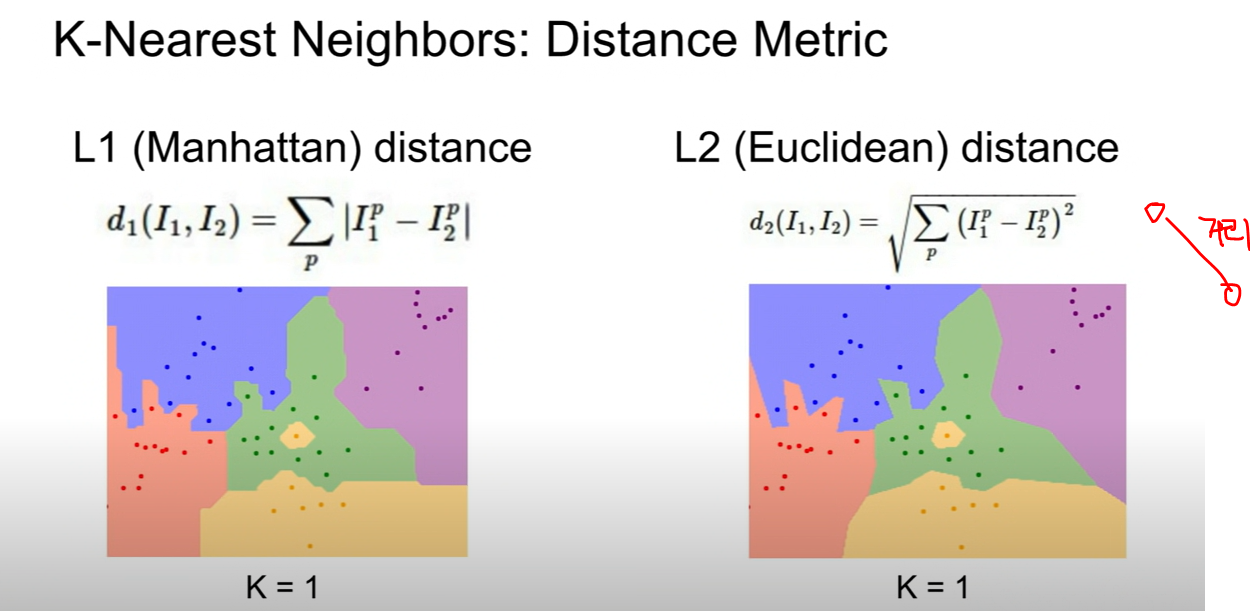 K-Nearest Neighbors: Distance Metric
L1 (Manhattan) distance
L2 (Euclidean) distance
d₁(I₁, I₂) = ∑ₚ |I₁ᵖ − I₂ᵖ|
d₂(I₁, I₂) = √(∑ₚ (I₁ᵖ − I₂ᵖ)²)
거리
K = 1
K = 1